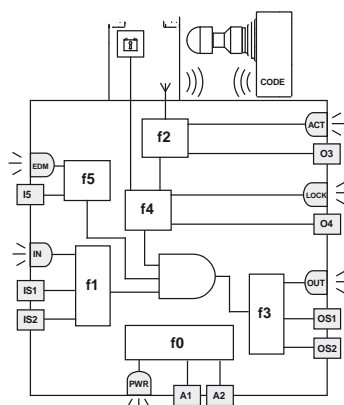 CODE
ACT
f2
O3
EDM
f5
LOCK
I5
f4
O4
IN
f1
OUT
IS1
f3
OS1
IS2
OS2
f0
PWR
A1
A2